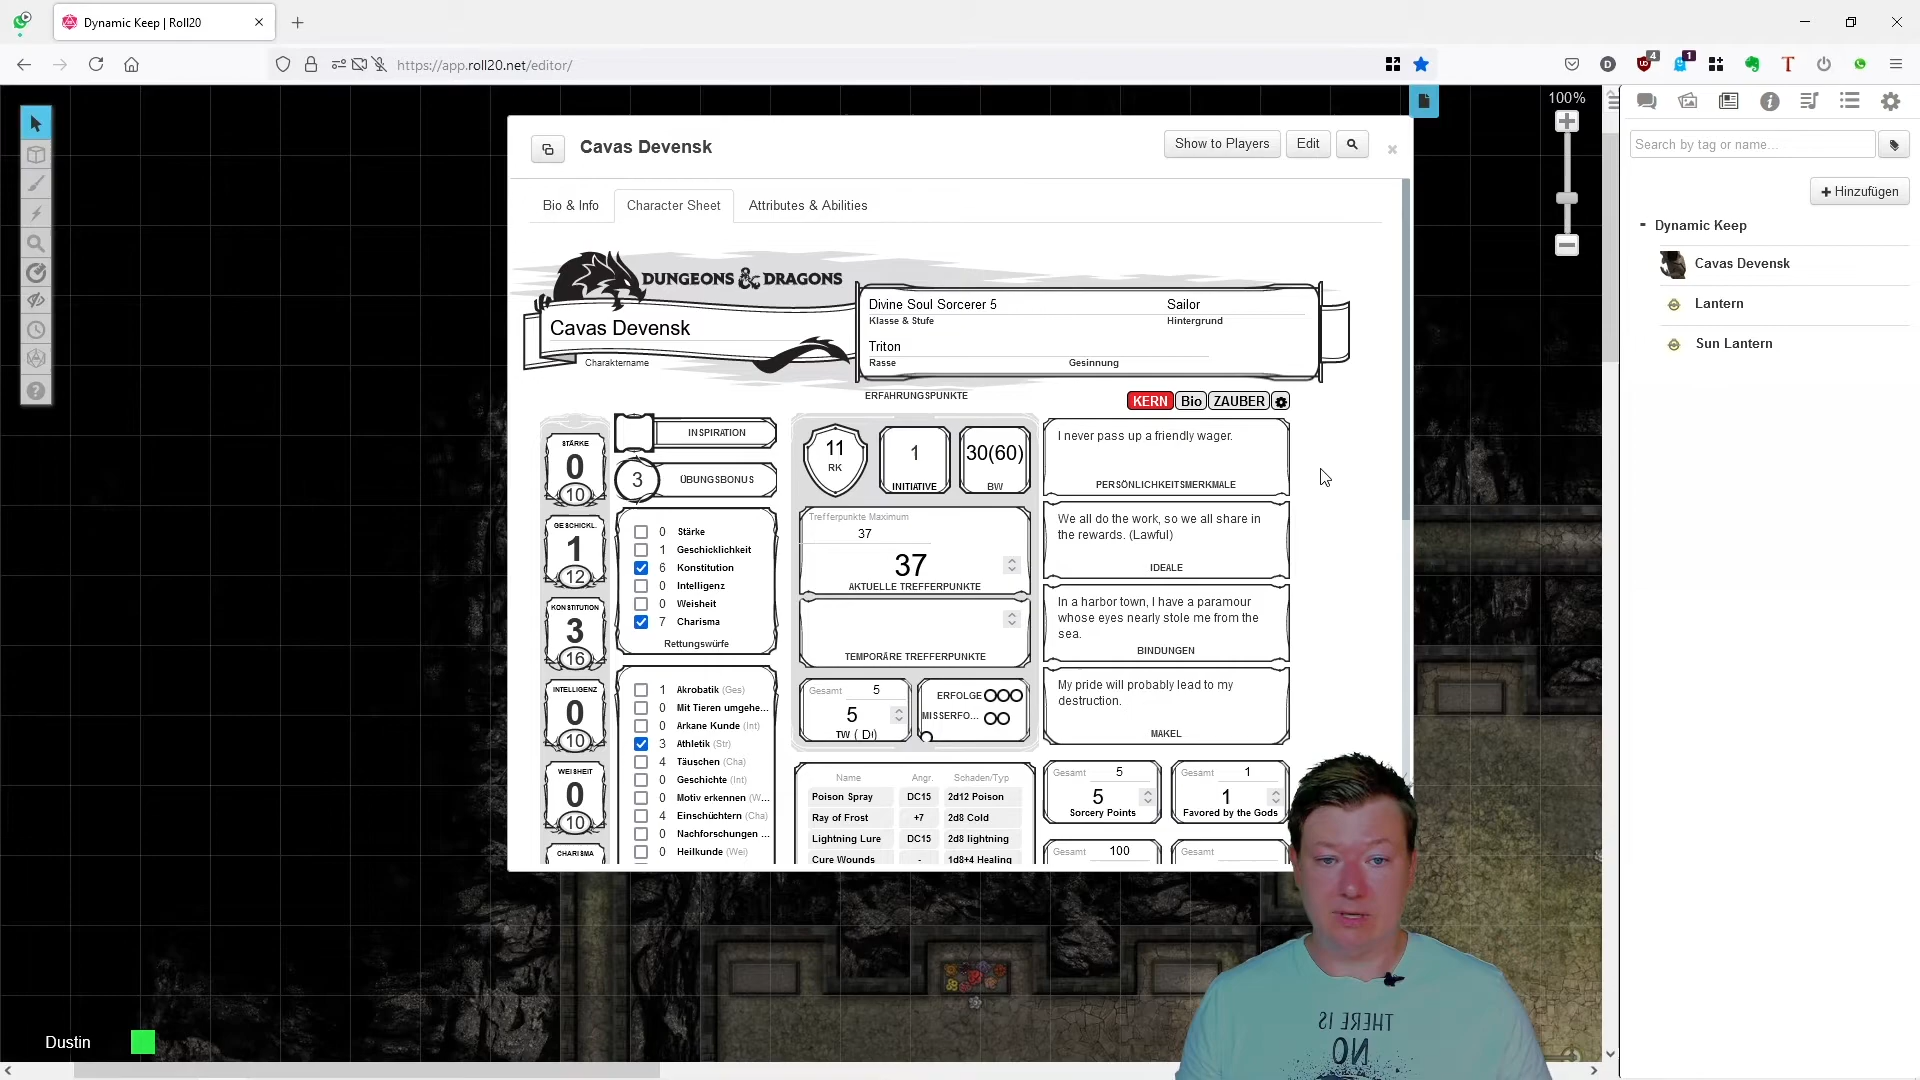 Dynamic Keep | Roll20
https://app.roll20.net/editor/
4
1
100%
Search by tag or name...
Hinzufügen
Dynamic Keep
Cavas Devensk
Lantern
Sun Lantern
Cavas Devensk
Show to Players
Edit
Bio & Info
Character Sheet
Attributes & Abilities
DUNGEONS & DRAGONS
Cavas Devensk
Charaktername
Divine Soul Sorcerer 5
Sailor
Klasse & Stufe
Hintergrund
Triton
Rasse
Gesinnung
ERFAHRUNGSPUNKTE
KERN
Bio
ZAUBER
STÄRKE
0
10
GESCHICKL.
1
12
KONSTITUTION
3
16
INTELLIGENZ
0
10
WEISHEIT
0
10
CHARISMA
INSPIRATION
3
ÜBUNGSBONUS
0 Stärke
1 Geschicklichkeit
6 Konstitution
0 Intelligenz
0 Weisheit
7 Charisma
Rettungswürfe
1 Akrobatik (Ges)
0 Mit Tieren umgehe...
0 Arkane Kunde (Int)
3 Athletik (Str)
4 Täuschen (Cha)
0 Geschichte (Int)
0 Motiv erkennen (W...
4 Einschüchtern (Cha)
0 Nachforschungen ...
0 Heilkunde (Wei)
11
RK
1
INITIATIVE
30(60)
BW
Trefferpunkte Maximum
37
37
AKTUELLE TREFFERPUNKTE
TEMPORÄRE TREFFERPUNKTE
Gesamt 5
5
TW ( D(
ERFOLGE
MISSERFO...
Name Angr. Schaden/Typ
Poison Spray DC15 2d12 Poison
Ray of Frost +7 2d8 Cold
Lightning Lure DC15 2d8 lightning
Cure Wounds - 1d8+4 Healing
I never pass up a friendly wager.
PERSÖNLICHKEITSMERKMALE
We all do the work, so we all share in
the rewards. (Lawful)
IDEALE
In a harbor town, I have a paramour
whose eyes nearly stole me from the
sea.
BINDUNGEN
My pride will probably lead to my
destruction.
MAKEL
Gesamt 5
5
Sorcery Points
Gesamt 1
1
Favored by the Gods
Gesamt 100
Gesamt
Dustin
THERE IS
NO